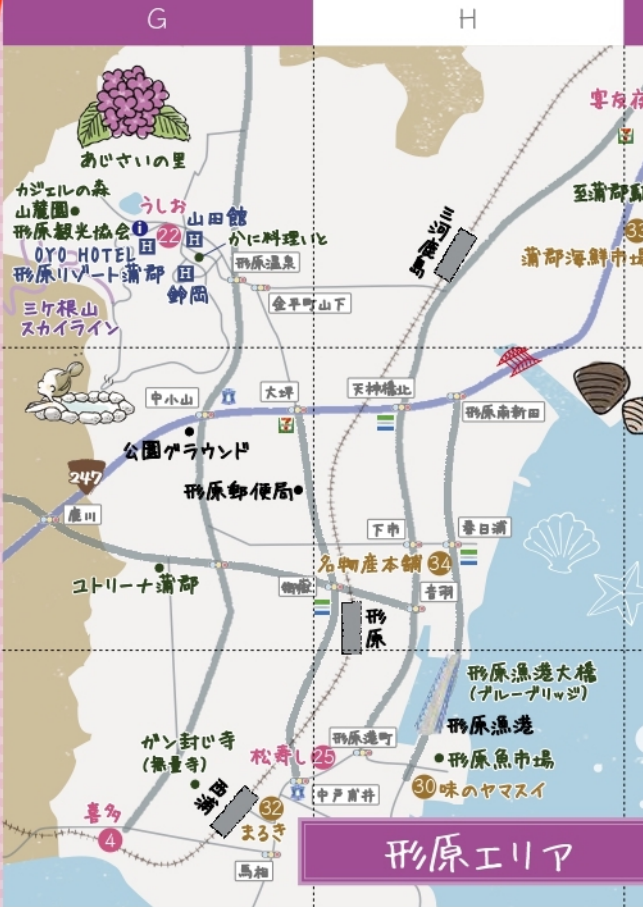 G
H
宴友荘
あじさいの里
カジエルの森
山麓園
うしお
形原観光協会
22
山田館
かに料理いと
至蒲郡駅
33
OYO HOTEL
形原リゾート蒲郡
鈴岡
形原温泉
三河鹿島
蒲郡海鮮市場
金平町山下
三ケ根山
スカイライン
中小山
大坪
天神橋北
形原南新田
公園グラウンド
247
形原郵便局
鹿川
下市
春日浦
名物産本舗
34
ユトリーナ蒲郡
御嶽
音羽
形原
形原漁港大橋
(ブルーブリッジ)
形原漁港
ガン封じ寺
(無量寺)
松寿し
25
形原港町
形原魚市場
西浦
32
まるき
中戸甫井
30
味のヤマスイ
喜多
4
馬相
形原エリア